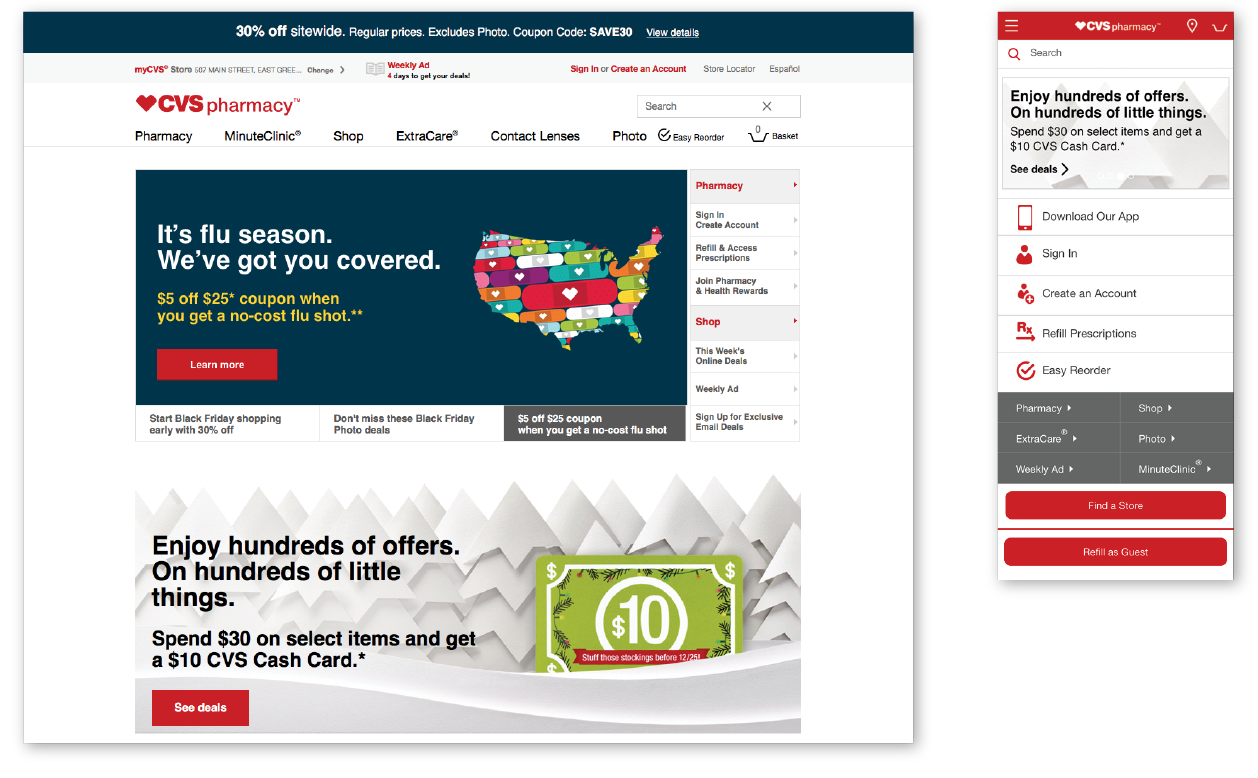 30% off sitewide. Regular prices. Excludes Photo. Coupon Code: SAVE30 View details
myCVS® Store 507 MAIN STREET, EAST GREE... Change
Weekly Ad
4 days to get your deals!
Sign In or Create an Account Store Locator Español
CVS pharmacy™
Search
Pharmacy MinuteClinic® Shop ExtraCare® Contact Lenses Photo Easy Reorder 0 Basket
It's flu season.
We've got you covered.
$5 off $25* coupon when
you get a no-cost flu shot.**
Learn more
Start Black Friday shopping
early with 30% off
Don't miss these Black Friday
Photo deals
$5 off $25 coupon
when you get a no-cost flu shot
Pharmacy
Sign In
Create Account
Refill & Access
Prescriptions
Join Pharmacy
& Health Rewards
Shop
This Week's
Online Deals
Weekly Ad
Sign Up for Exclusive
Email Deals
Enjoy hundreds of offers.
On hundreds of little
things.
Spend $30 on select items and get
a $10 CVS Cash Card.*
See deals
$ $
$10
Stuff those stockings before 12/25!
$
CVS pharmacy™
Search
Enjoy hundreds of offers.
On hundreds of little things.
Spend $30 on select items and get a
$10 CVS Cash Card.*
See deals
Download Our App
Sign In
Create an Account
Rx Refill Prescriptions
Easy Reorder
Pharmacy Shop
ExtraCare® Photo
Weekly Ad MinuteClinic®
Find a Store
Refill as Guest